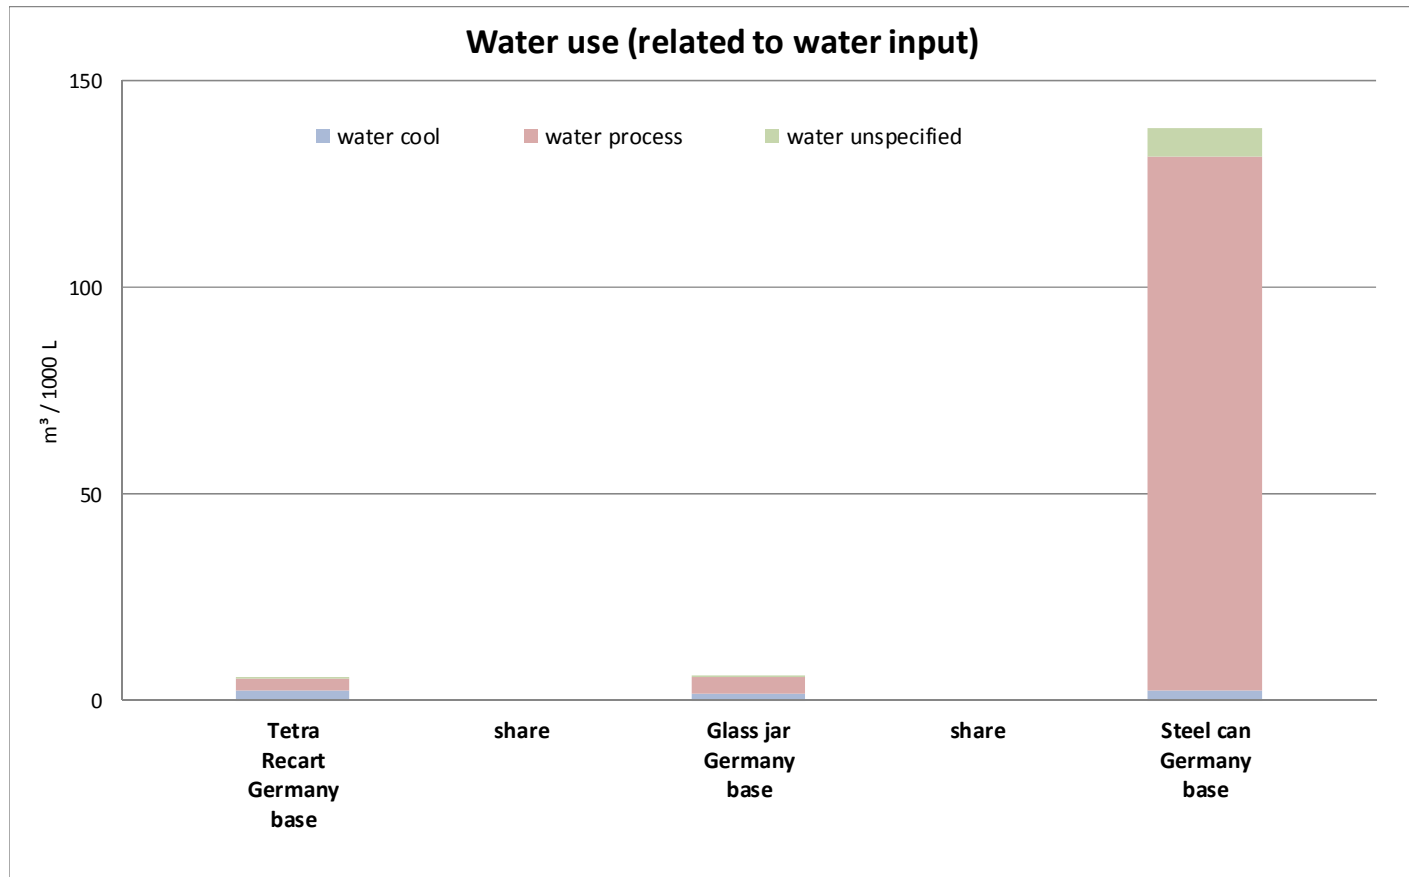 Water use (related to water input)
150
water cool
water process
water unspecified
100
m³ / 1000 L
50
0
Tetra
Recart
Germany
base
share
Glass jar
Germany
base
share
Steel can
Germany
base